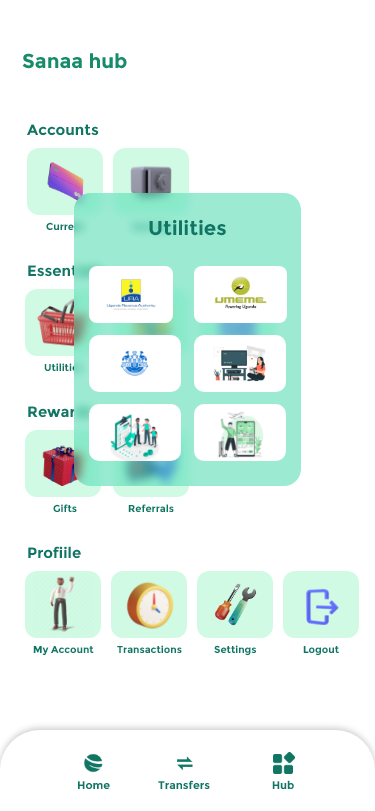 Sanaa hub
Accounts
Curre
Utilities
URA
Uganda Revenue Authority
UMEME
Powering Uganda
Essent
Utilitie
Rewar
Gifts
Referrals
Profiile
My Account
Transactions
Settings
Logout
Home
Transfers
Hub